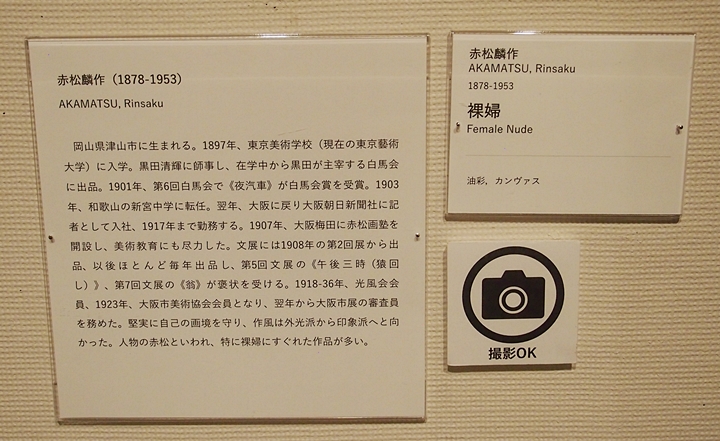 赤松麟作（1878-1953）
AKAMATSU, Rinsaku
岡山県津山市に生まれる。1897年、東京美術学校（現在の東京藝術
大学）に入学。黒田清輝に師事し、在学中から黒田が主宰する白馬会
に出品。1901年、第6回白馬会で《夜汽車》が白馬会賞を受賞。1903
年、和歌山の新宮中学に転任。翌年、大阪に戻り大阪朝日新聞社に記
者として入社、1917年まで勤務する。1907年、大阪梅田に赤松画塾を
開設し、美術教育にも尽力した。文展には1908年の第2回展から出
品、以後ほとんど毎年出品し、第5回文展の《午後三時（猿回
し）》、第7回文展の《翁》が褒状を受ける。1918-36年、光風会会
員、1923年、大阪市美術協会会員となり、翌年から大阪市展の審査員
を務めた。堅実に自己の画境を守り、作風は外光派から印象派へと向
かった。人物の赤松といわれ、特に裸婦にすぐれた作品が多い。
赤松麟作
AKAMATSU, Rinsaku
1878-1953
裸婦
Female Nude
油彩，カンヴァス
撮影OK